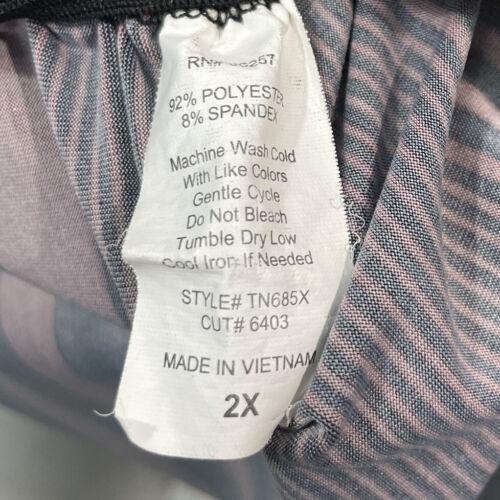 RN#
92% POLYESTER
8% SPANDEX
Machine Wash Cold
With Like Colors
Gentle Cycle
Do Not Bleach
Tumble Dry Low
Cool Iron If Needed
STYLE# TN685X
CUT# 6403
MADE IN VIETNAM
2X